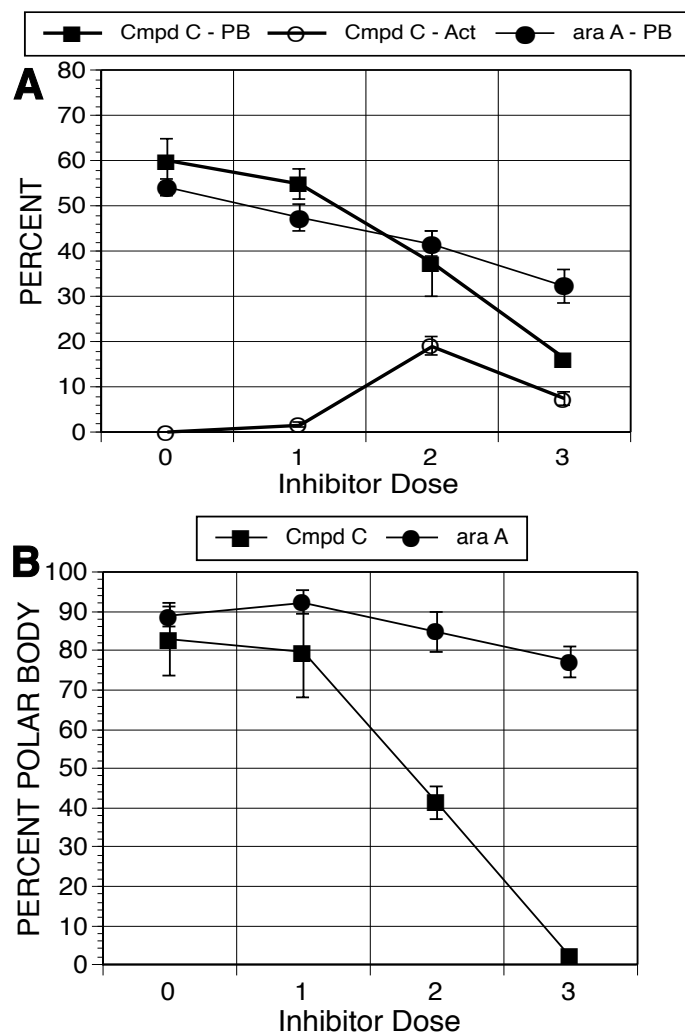 Cmpd C - PB Cmpd C - Act ara A - PB
A
80
70
60
50
40
30
20
10
0
PERCENT
0 1 2 3
Inhibitor Dose
Cmpd C ara A
B
100
90
80
70
60
50
40
30
20
10
0
PERCENT POLAR BODY
0 1 2 3
Inhibitor Dose